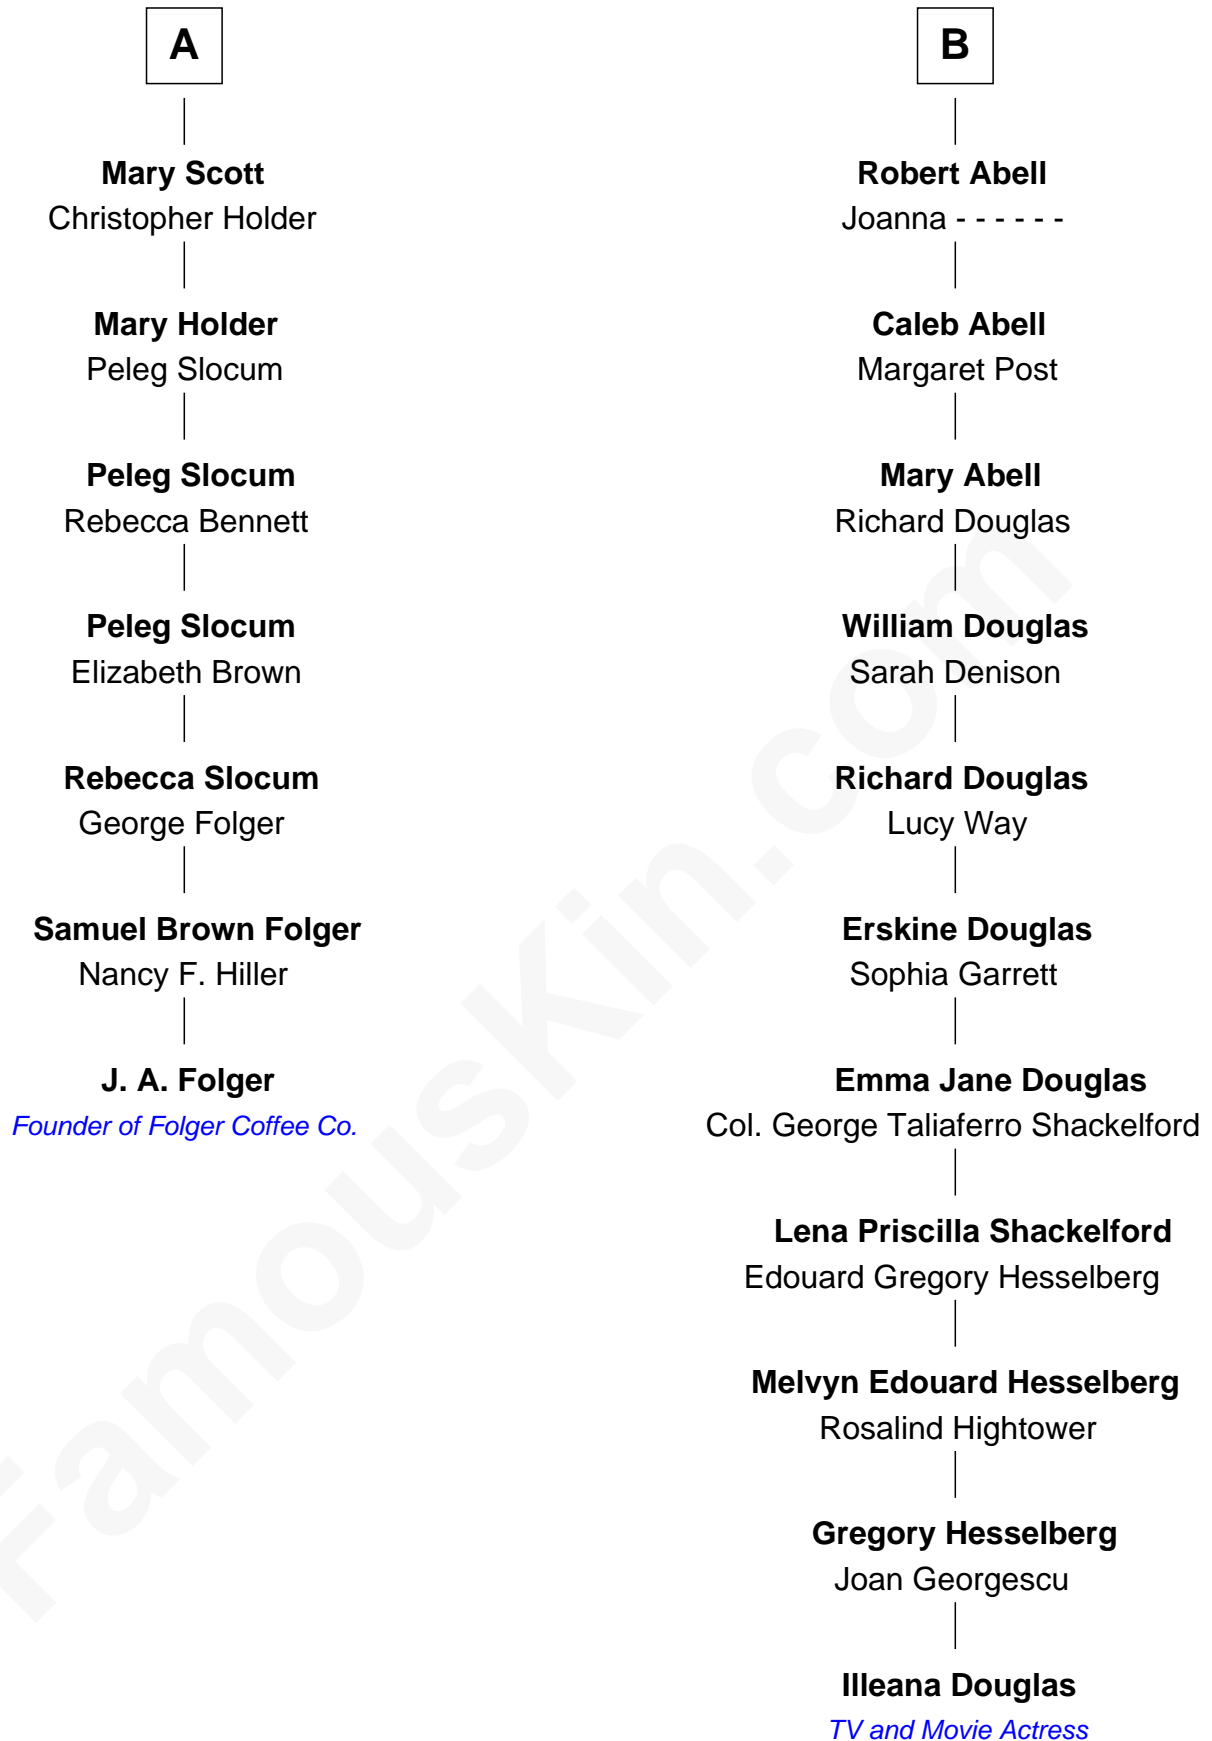 A
Mary Scott
Christopher Holder
Mary Holder
Peleg Slocum
Peleg Slocum
Rebecca Bennett
Peleg Slocum
Elizabeth Brown
Rebecca Slocum
George Folger
Samuel Brown Folger
Nancy F. Hiller
J. A. Folger
Founder of Folger Coffee Co.
B
Robert Abell
Joanna - - - - - -
Caleb Abell
Margaret Post
Mary Abell
Richard Douglas
William Douglas
Sarah Denison
Richard Douglas
Lucy Way
Erskine Douglas
Sophia Garrett
Emma Jane Douglas
Col. George Taliaferro Shackelford
Lena Priscilla Shackelford
Edouard Gregory Hesselberg
Melvyn Edouard Hesselberg
Rosalind Hightower
Gregory Hesselberg
Joan Georgescu
Illeana Douglas
TV and Movie Actress
FamousKin.com